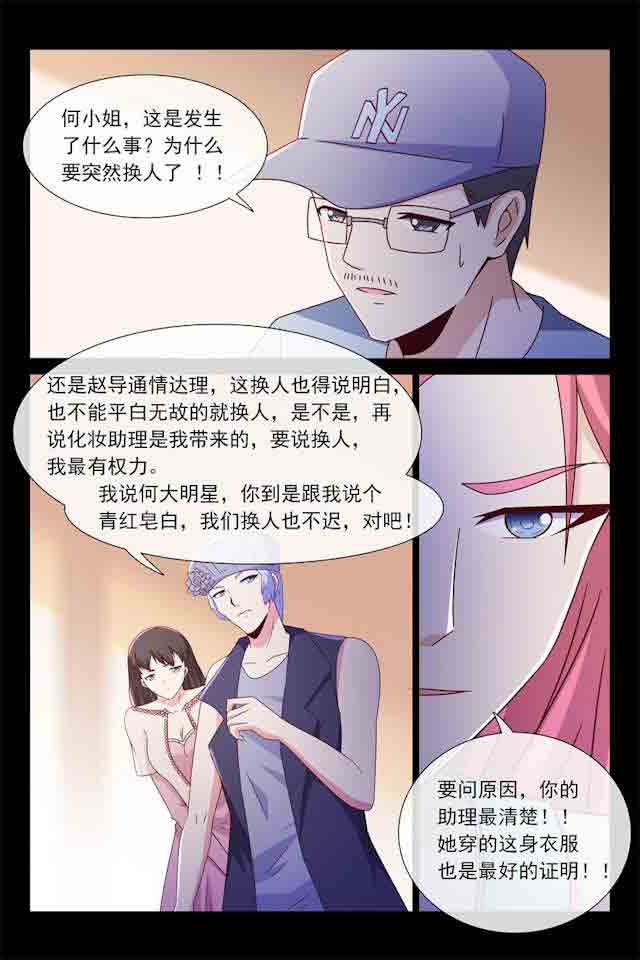 何小姐，这是发生
了什么事？为什么
要突然换人了 ！！
NY
还是赵导通情达理，这换人也得说明白，
也不能平白无故的就换人，是不是，再
说化妆助理是我带来的，要说换人，
我最有权力。
我说何大明星，你到是跟我说个
青红皂白，我们换人也不迟，对吧！
要问原因，你的
助理最清楚！！
她穿的这身衣服
也是最好的证明！！